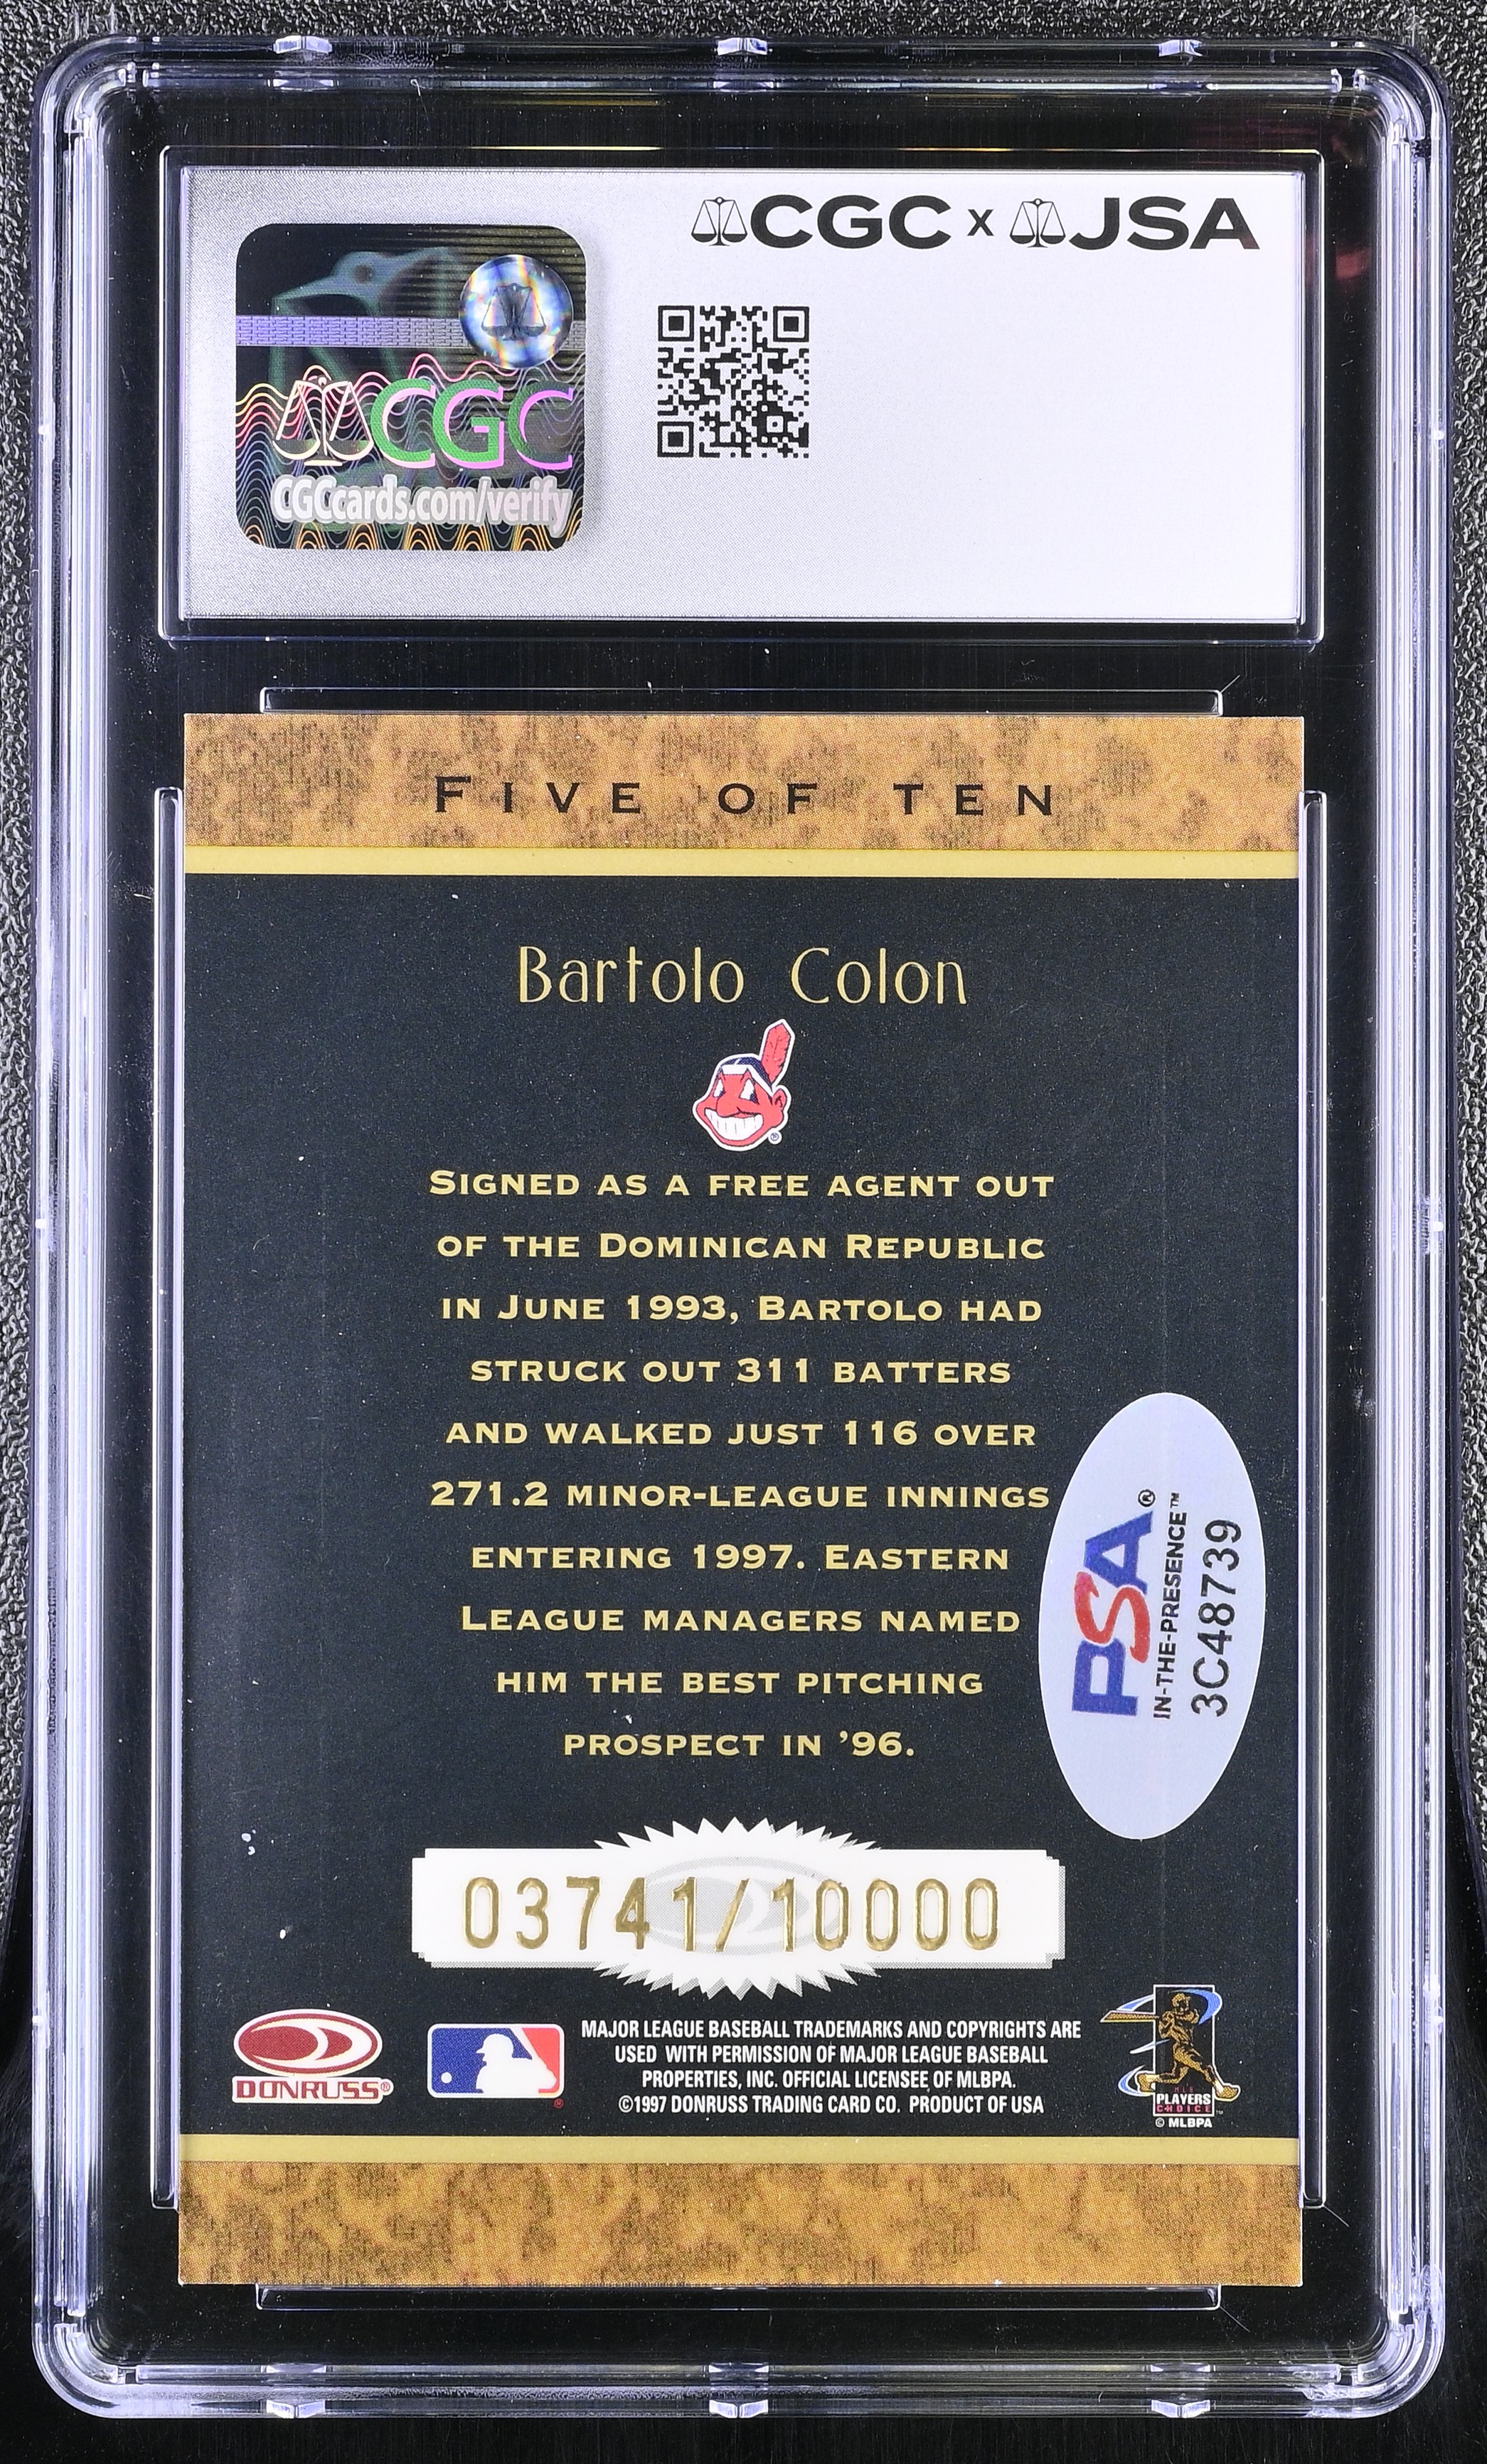 CGC x JSA
CGC
CGCcards.com/verify
FIVE OF TEN
Bartolo Colon
SIGNED AS A FREE AGENT OUT
OF THE DOMINICAN REPUBLIC
IN JUNE 1993, BARTOLO HAD
STRUCK OUT 311 BATTERS
AND WALKED JUST 116 OVER
271.2 MINOR-LEAGUE INNINGS
ENTERING 1997. EASTERN
LEAGUE MANAGERS NAMED
HIM THE BEST PITCHING
PROSPECT IN '96.
PSA®
IN-THE-PRESENCE™
3C48739
03741/10000
DONRUSS®
MAJOR LEAGUE BASEBALL TRADEMARKS AND COPYRIGHTS ARE
USED WITH PERMISSION OF MAJOR LEAGUE BASEBALL
PROPERTIES, INC. OFFICIAL LICENSEE OF MLBPA.
©1997 DONRUSS TRADING CARD CO. PRODUCT OF USA
MLB
PLAYERS
CHOICE™
© MLBPA